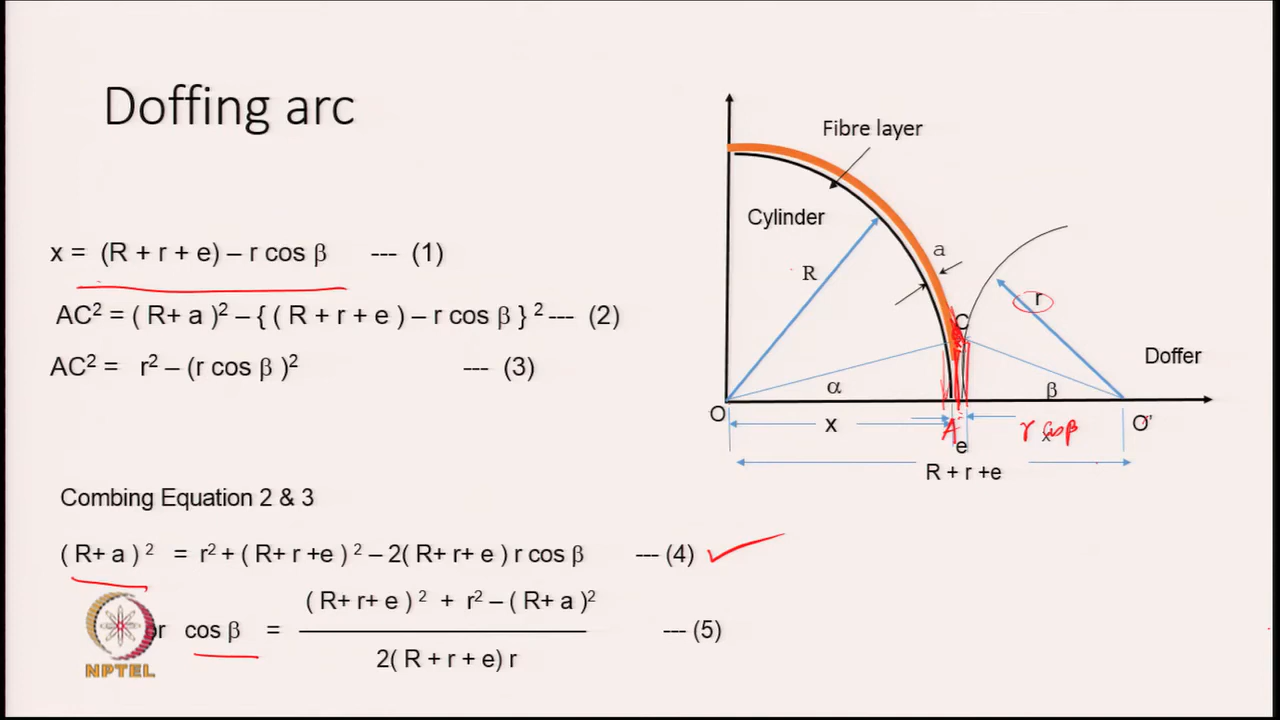 Doffing arc
x = (R + r + e) – r cos β --- (1)
AC² = ( R+ a )² – { ( R + r + e ) – r cos β } ² --- (2)
AC² = r² – (r cos β )² --- (3)
Combing Equation 2 & 3
( R+ a ) ² = r² + ( R+ r +e ) ² – 2( R+ r+ e ) r cos β --- (4)
cos β = ( R+ r+ e ) ² + r² – ( R+ a )² / 2( R + r + e) r --- (5)
NPTEL
Fibre layer
Cylinder
a
R
r
C
Doffer
α
β
O
x
A
r cos β
x
O'
e
R + r +e